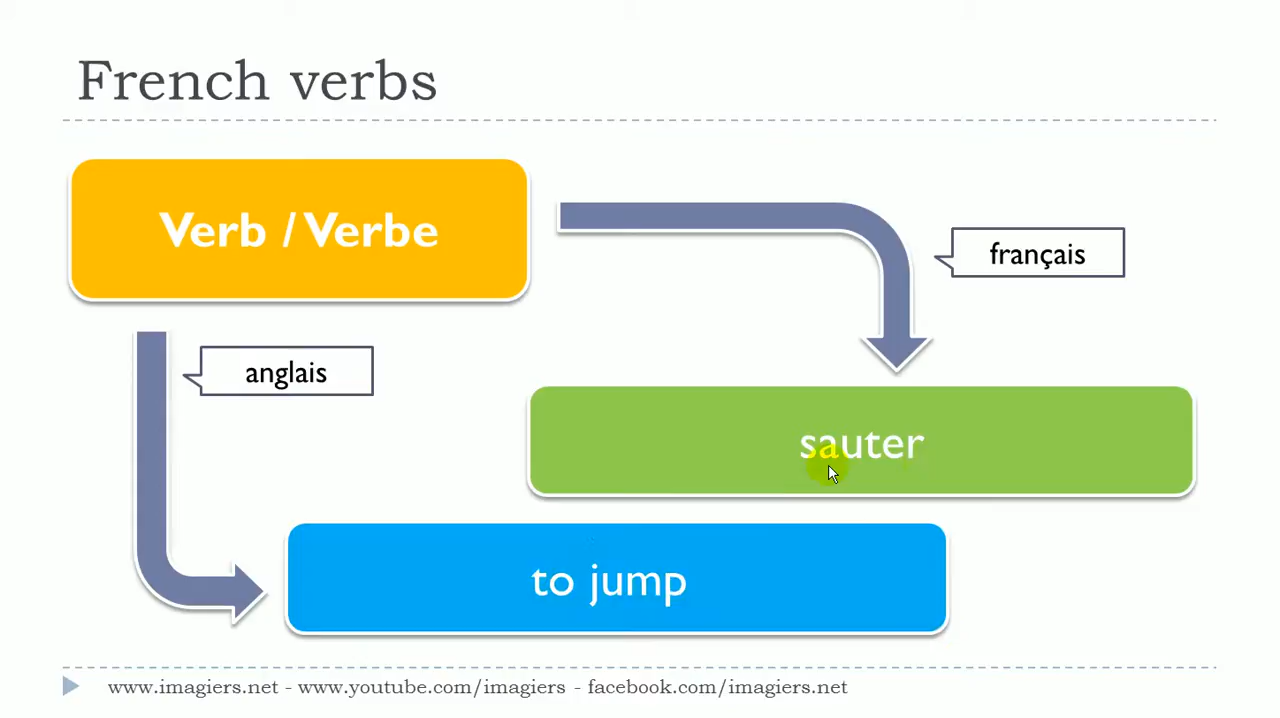 French verbs
Verb / Verbe
français
anglais
sauter
to jump
www.imagiers.net - www.youtube.com/imagiers - facebook.com/imagiers.net